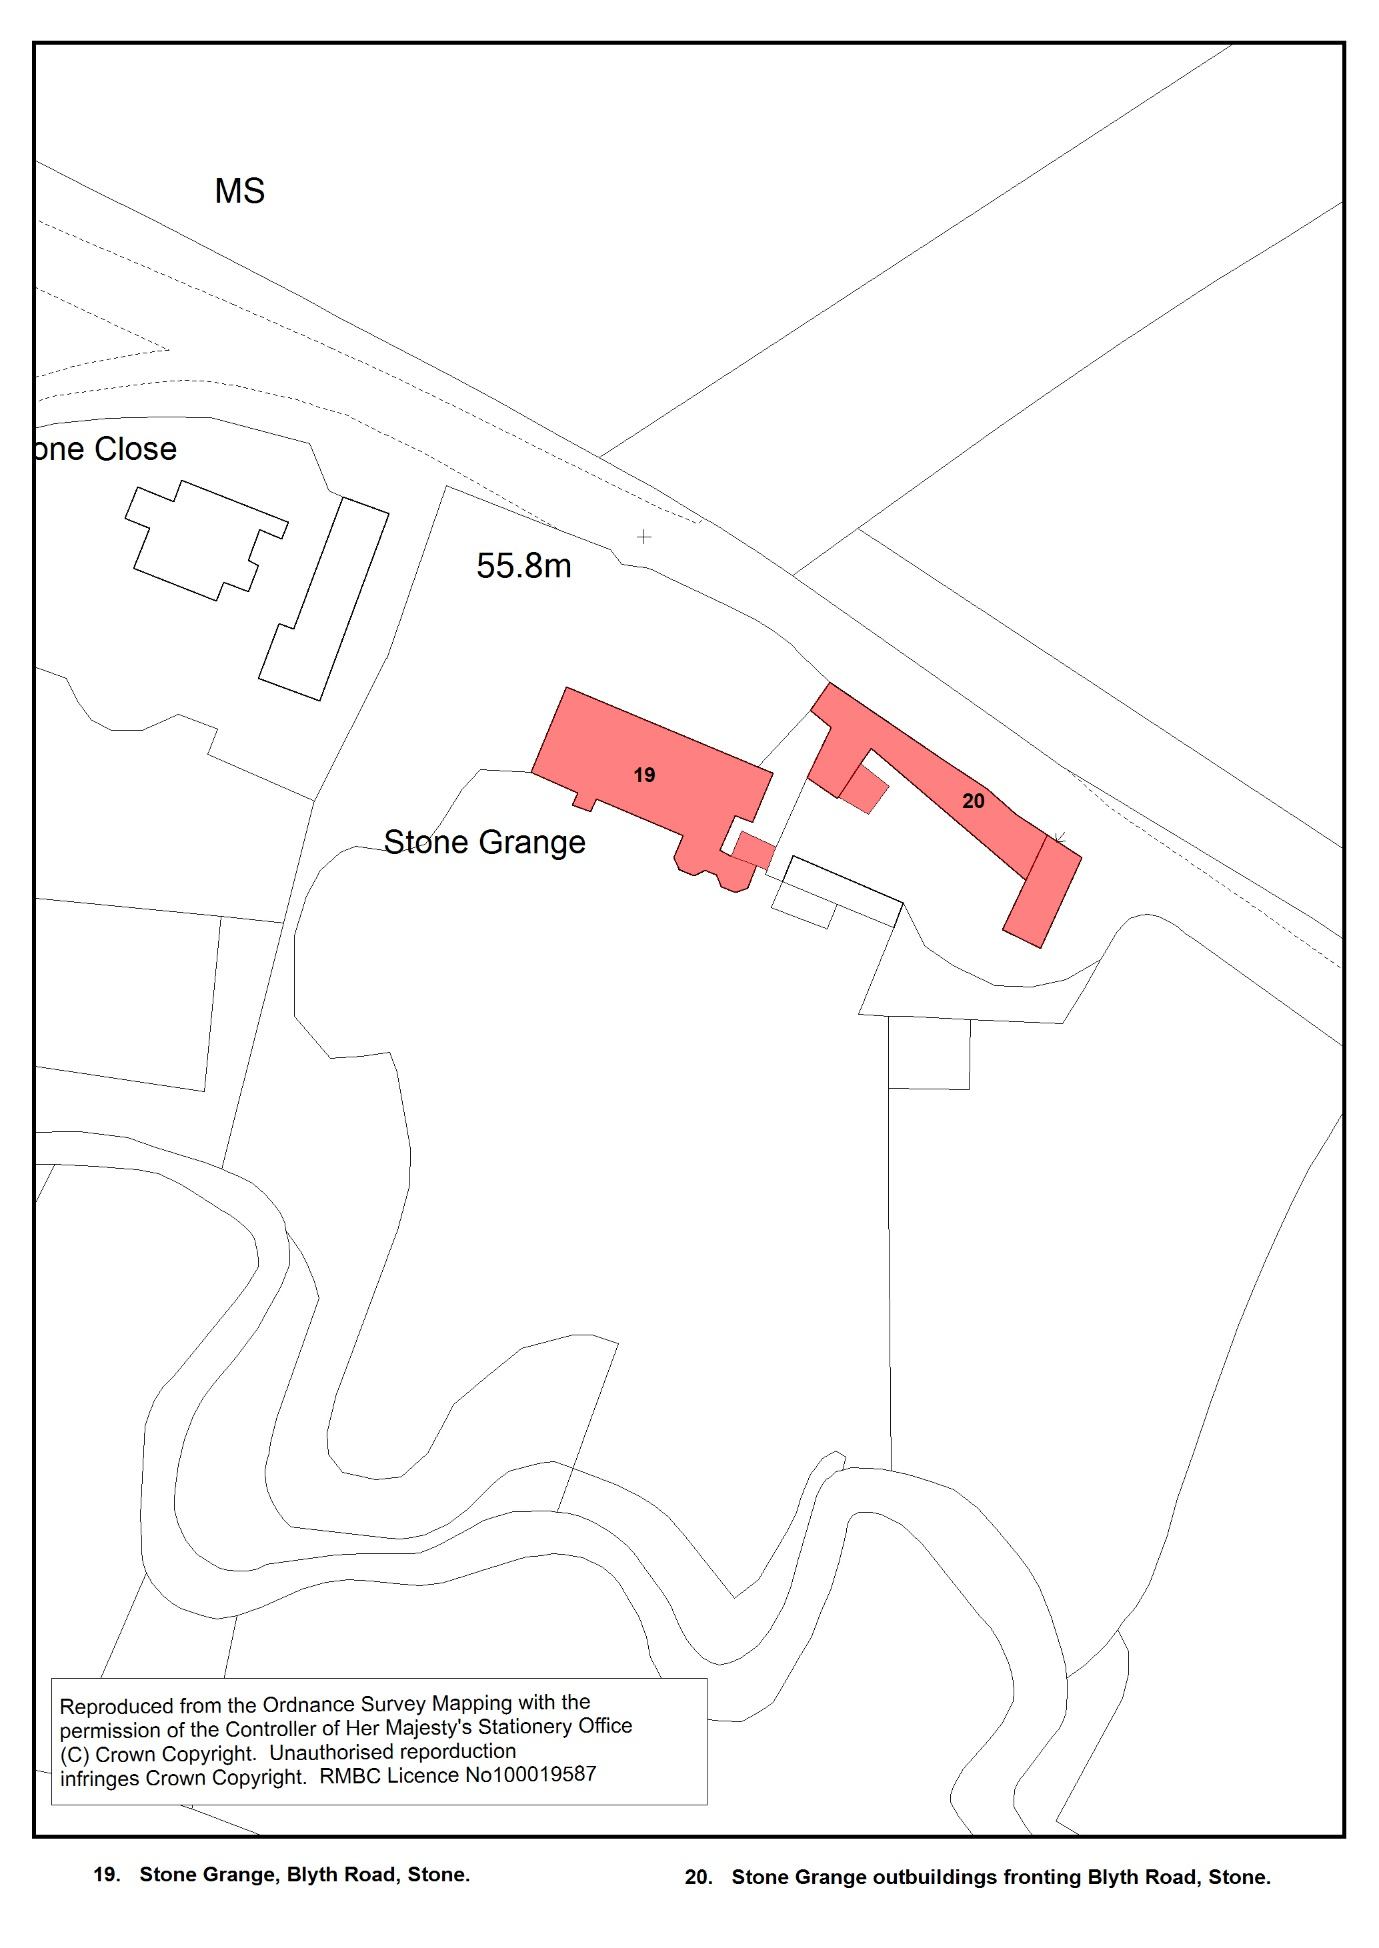 MS
one Close
55.8m
19
20
Stone Grange
Reproduced from the Ordnance Survey Mapping with the
permission of the Controller of Her Majesty's Stationery Office
(C) Crown Copyright.  Unauthorised reporduction
infringes Crown Copyright.  RMBC Licence No100019587
19.   Stone Grange, Blyth Road, Stone.
20.   Stone Grange outbuildings fronting Blyth Road, Stone.